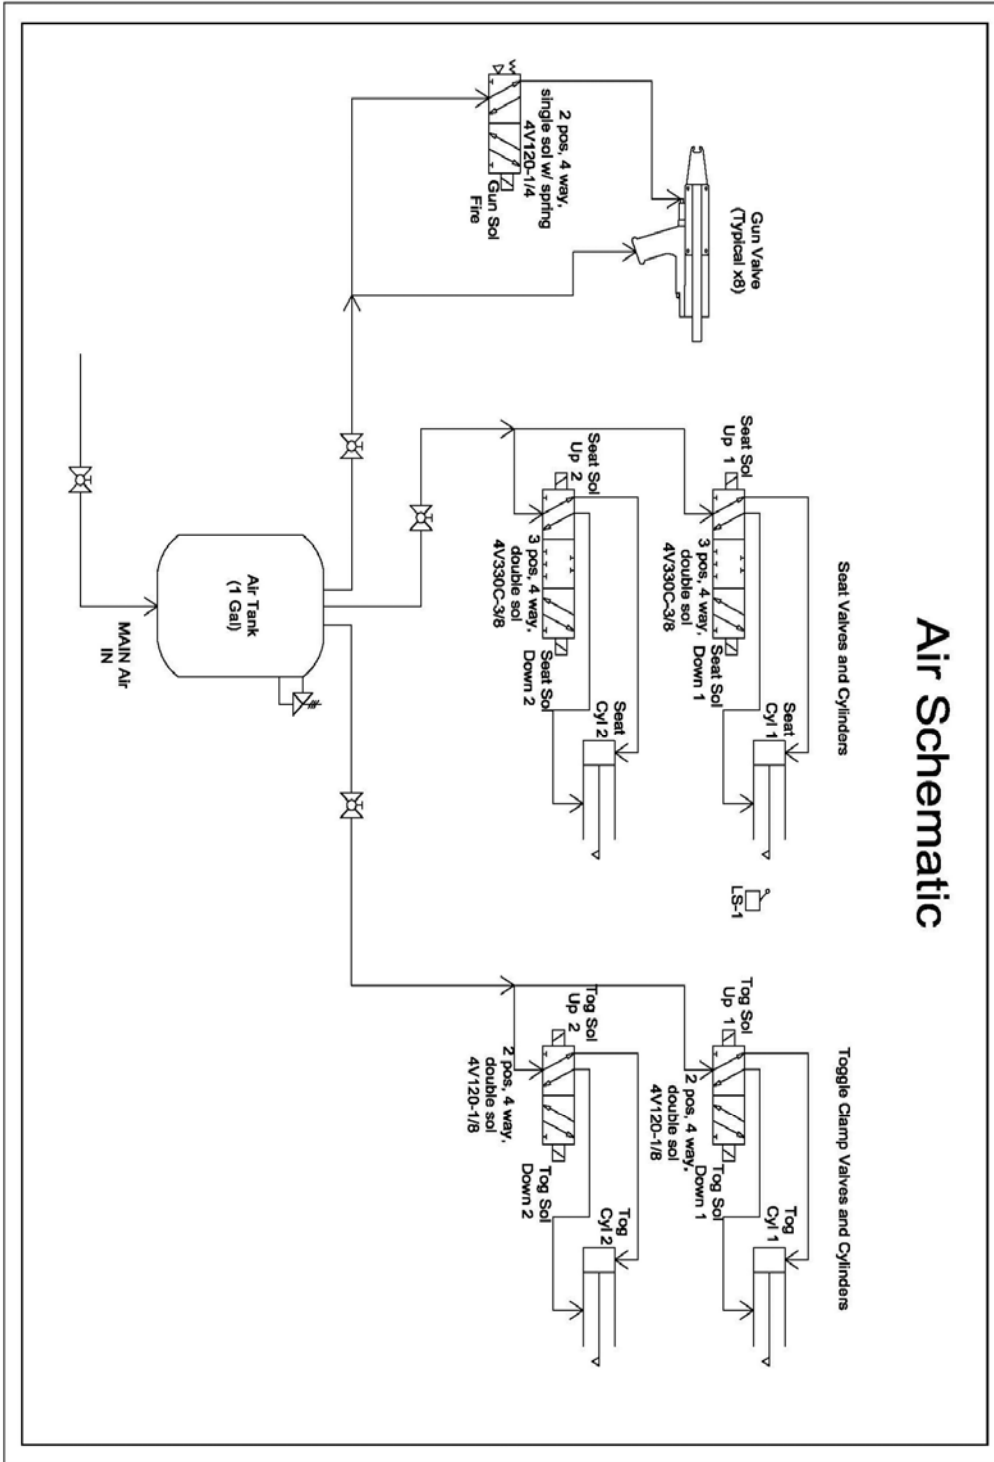 Air Schematic
Gun Valve
(Typical x8)
2 pos, 4 way,
single sol w/ spring
4V120-1/4
Gun Sol
Fire
Seat Valves and Cylinders
Seat Sol
Up 1
3 pos, 4 way,
double sol
4V330C-3/8
Seat Sol
Down 1
Seat
Cyl 1
LS-1
Seat Sol
Up 2
3 pos, 4 way,
double sol
4V330C-3/8
Seat Sol
Down 2
Seat
Cyl 2
Toggle Clamp Valves and Cylinders
Tog Sol
Up 1
2 pos, 4 way,
double sol
4V120-1/8
Tog Sol
Down 1
Tog
Cyl 1
Tog Sol
Up 2
2 pos, 4 way,
double sol
4V120-1/8
Tog Sol
Down 2
Tog
Cyl 2
Air Tank
(1 Gal)
MAIN Air
IN